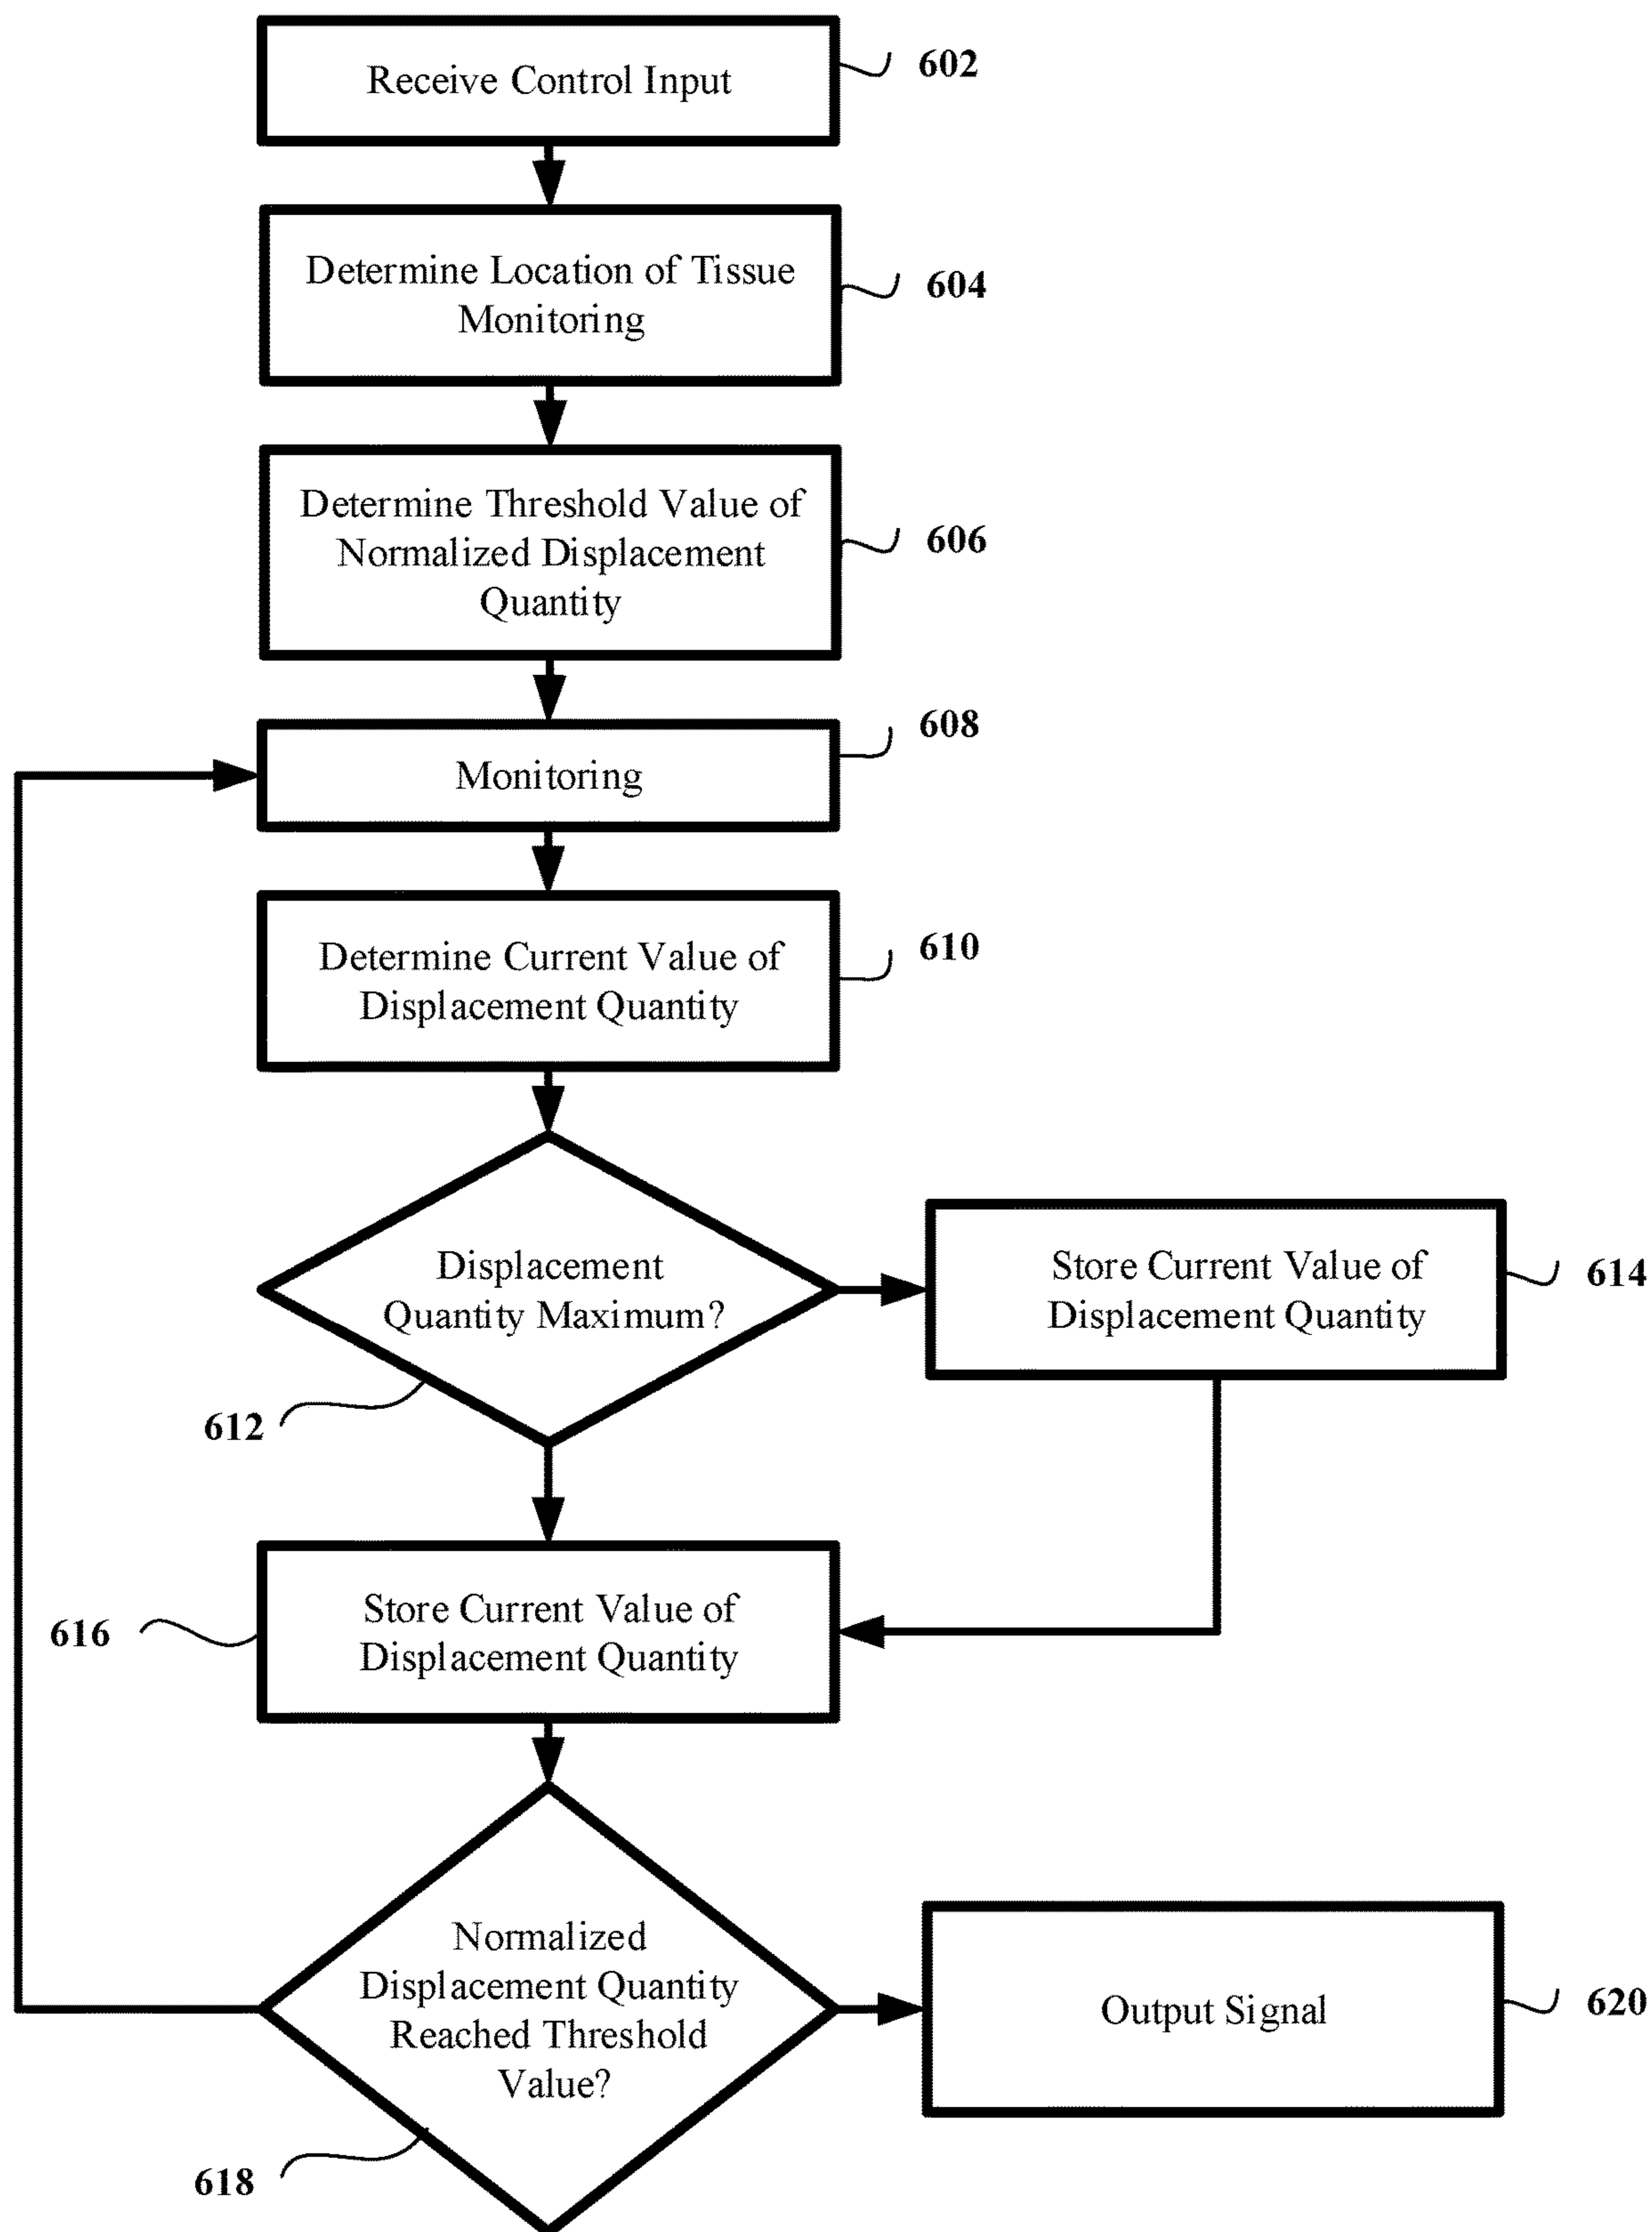 Receive Control Input
602
Determine Location of Tissue
Monitoring
604
Determine Threshold Value of
Normalized Displacement
Quantity
606
608
Monitoring
Determine Current Value of
Displacement Quantity
610
Displacement
Quantity Maximum?
612
Store Current Value of
Displacement Quantity
614
Store Current Value of
Displacement Quantity
616
Normalized
Displacement Quantity
Reached Threshold
Value?
618
Output Signal
620